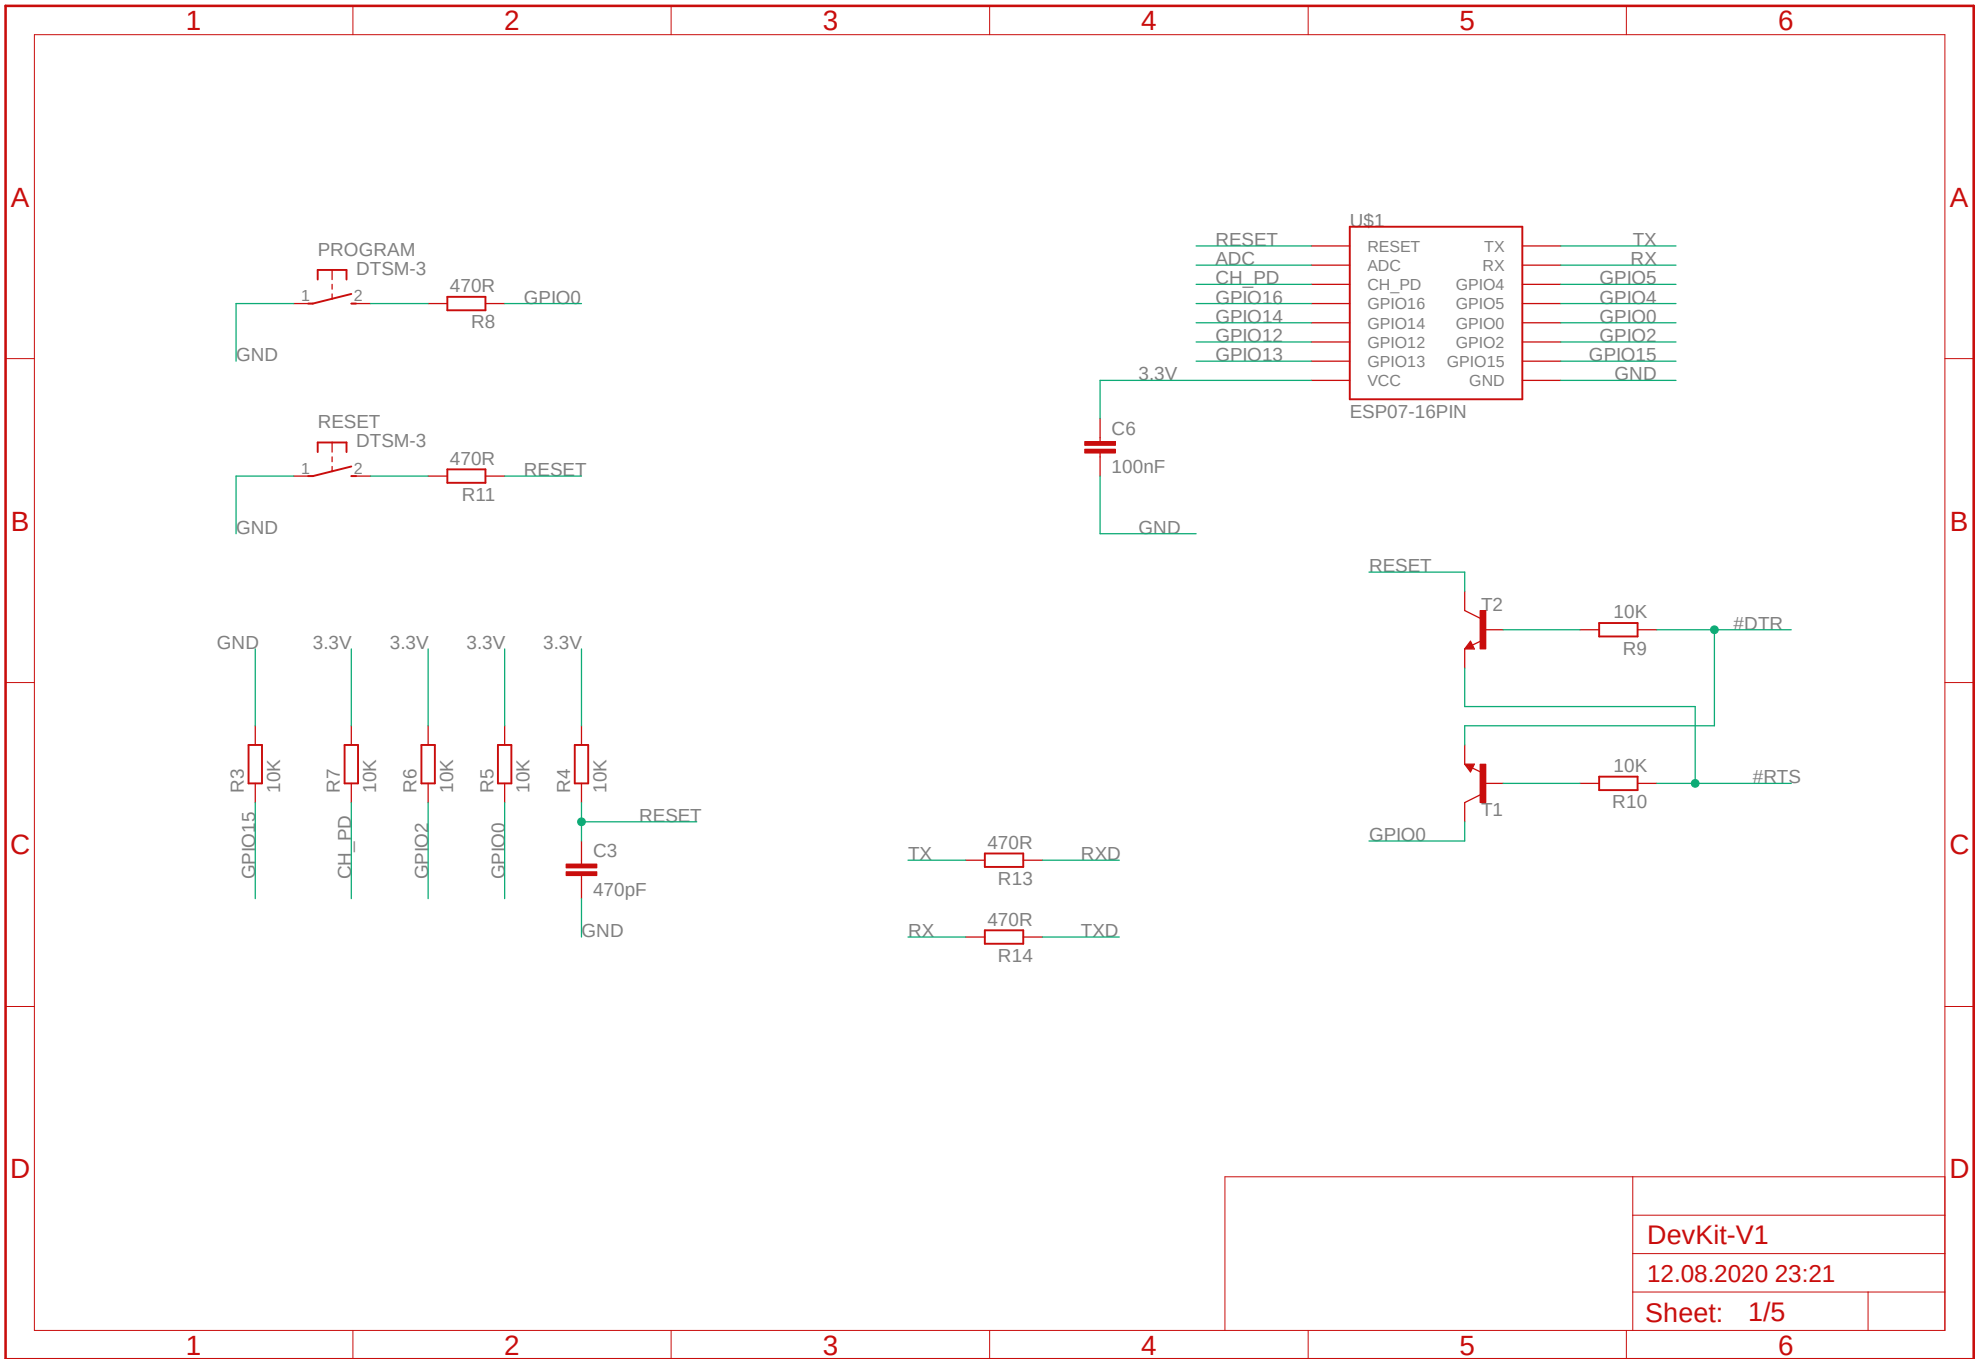 1 2 3 4 5 6
A A
PROGRAM
DTSM-3
1 2
470R
R8
GPIO0
GND
U$1
RESET RESET TX TX
ADC ADC RX RX
CH_PD CH_PD GPIO4 GPIO5
GPIO16 GPIO16 GPIO5 GPIO4
GPIO14 GPIO14 GPIO0 GPIO0
GPIO12 GPIO12 GPIO2 GPIO2
GPIO13 GPIO13 GPIO15 GPIO15
3.3V VCC GND GND
ESP07-16PIN
C6
100nF
GND
RESET
DTSM-3
1 2
470R
R11
RESET
GND
B B
RESET
T2
10K
R9
#DTR
10K
R10
#RTS
T1
GPIO0
GND 3.3V 3.3V 3.3V 3.3V
R3 10K R7 10K R6 10K R5 10K R4 10K
GPIO15 CH_PD GPIO2 GPIO0
RESET
C3
470pF
GND
C C
TX 470R RXD
R13
RX 470R TXD
R14
D D
DevKit-V1
12.08.2020 23:21
Sheet: 1/5
1 2 3 4 5 6